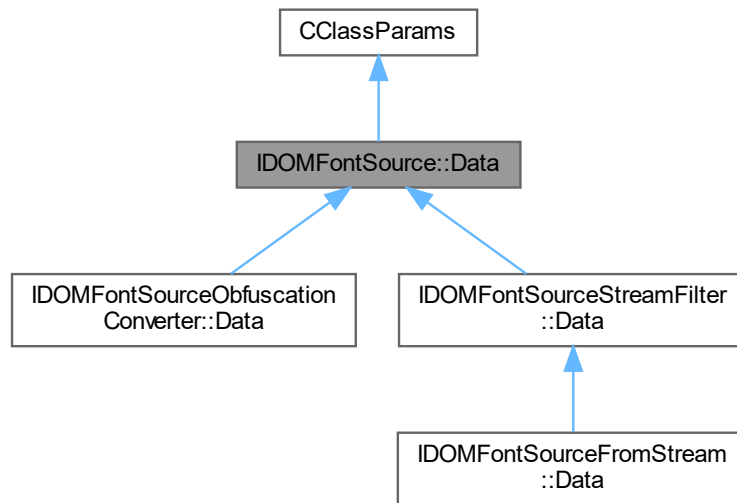 CClassParams
IDOMFontSource::Data
IDOMFontSourceObfuscation
Converter::Data
IDOMFontSourceStreamFilter
::Data
IDOMFontSourceFromStream
::Data